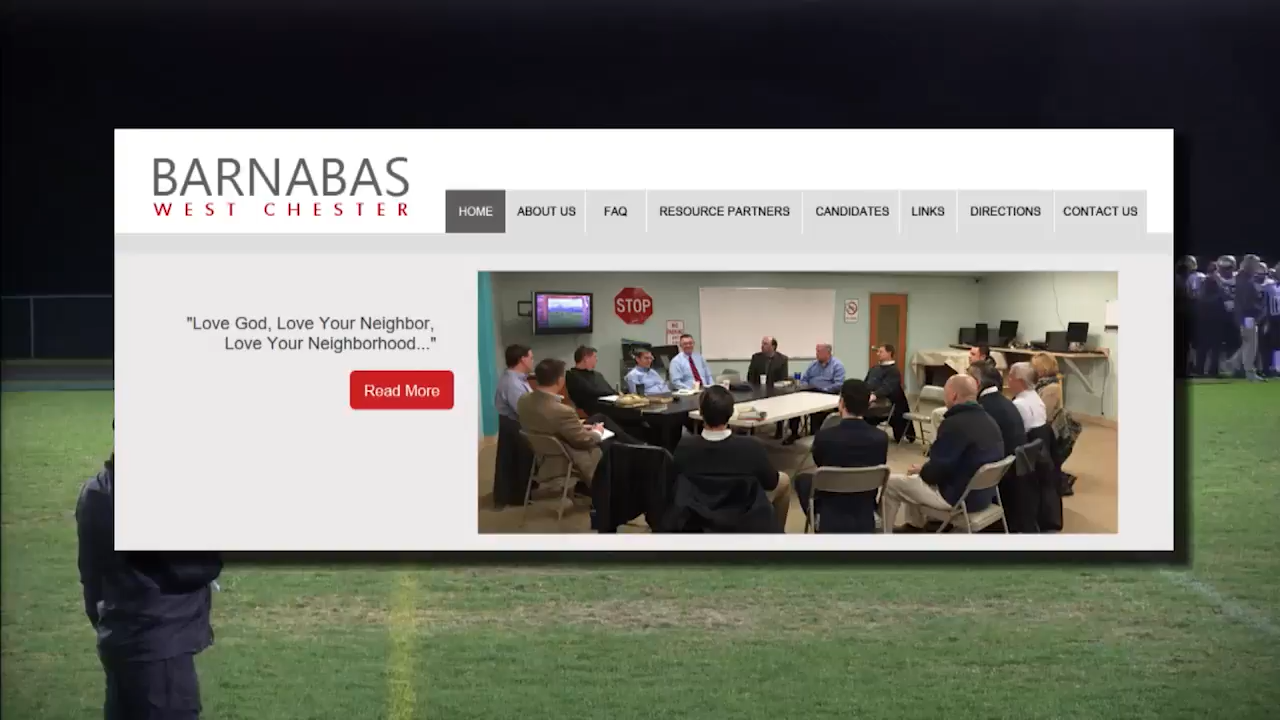 BARNABAS
WEST CHESTER
HOME ABOUT US FAQ RESOURCE PARTNERS CANDIDATES LINKS DIRECTIONS CONTACT US
"Love God, Love Your Neighbor,
Love Your Neighborhood..."
Read More
STOP